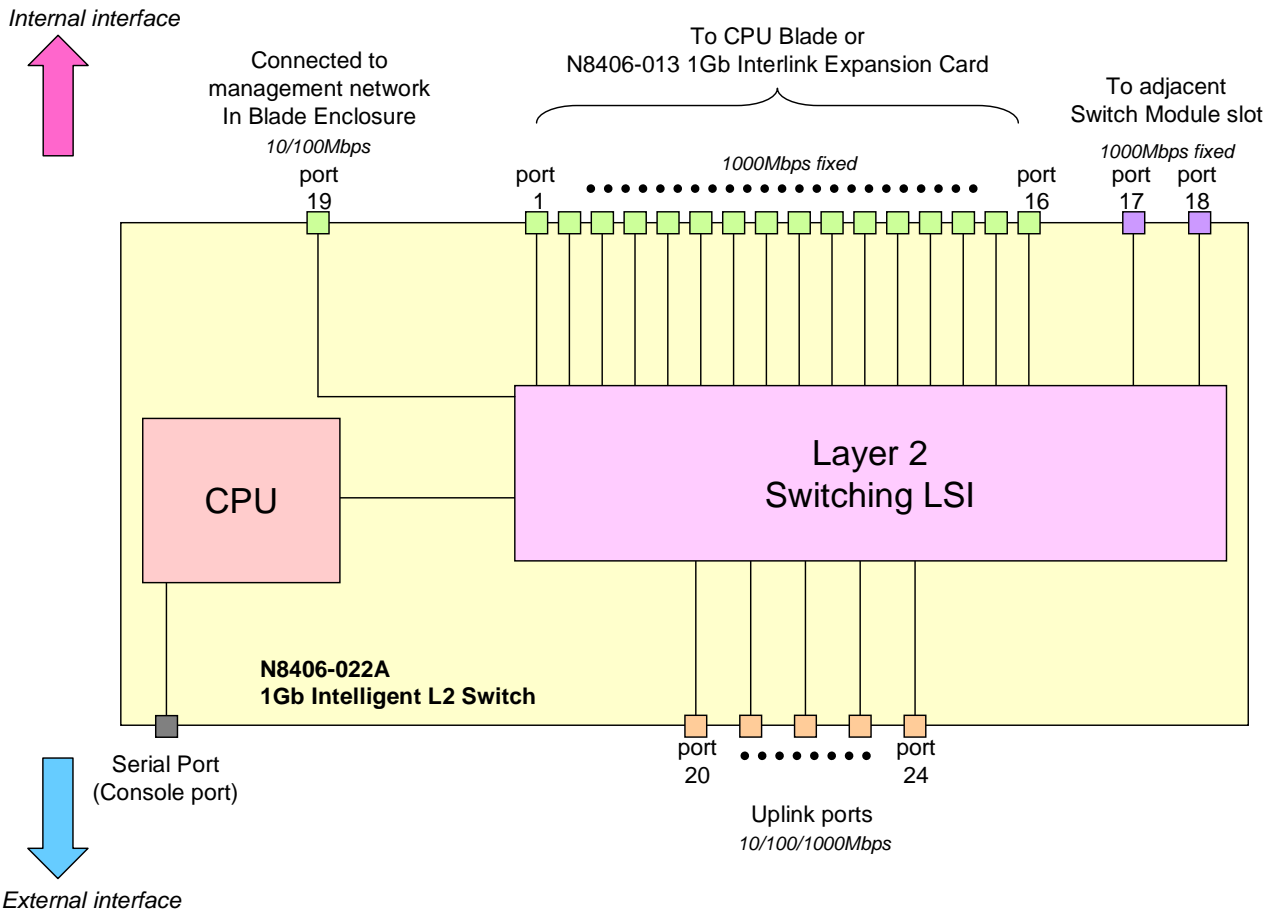 Internal interface
Connected to
management network
In Blade Enclosure
10/100Mbps
port
19
To CPU Blade or
N8406-013 1Gb Interlink Expansion Card
1000Mbps fixed
port
1
port
16
To adjacent
Switch Module slot
1000Mbps fixed
port
17
port
18
CPU
Layer 2
Switching LSI
N8406-022A
1Gb Intelligent L2 Switch
Serial Port
(Console port)
port
20
port
24
Uplink ports
10/100/1000Mbps
External interface